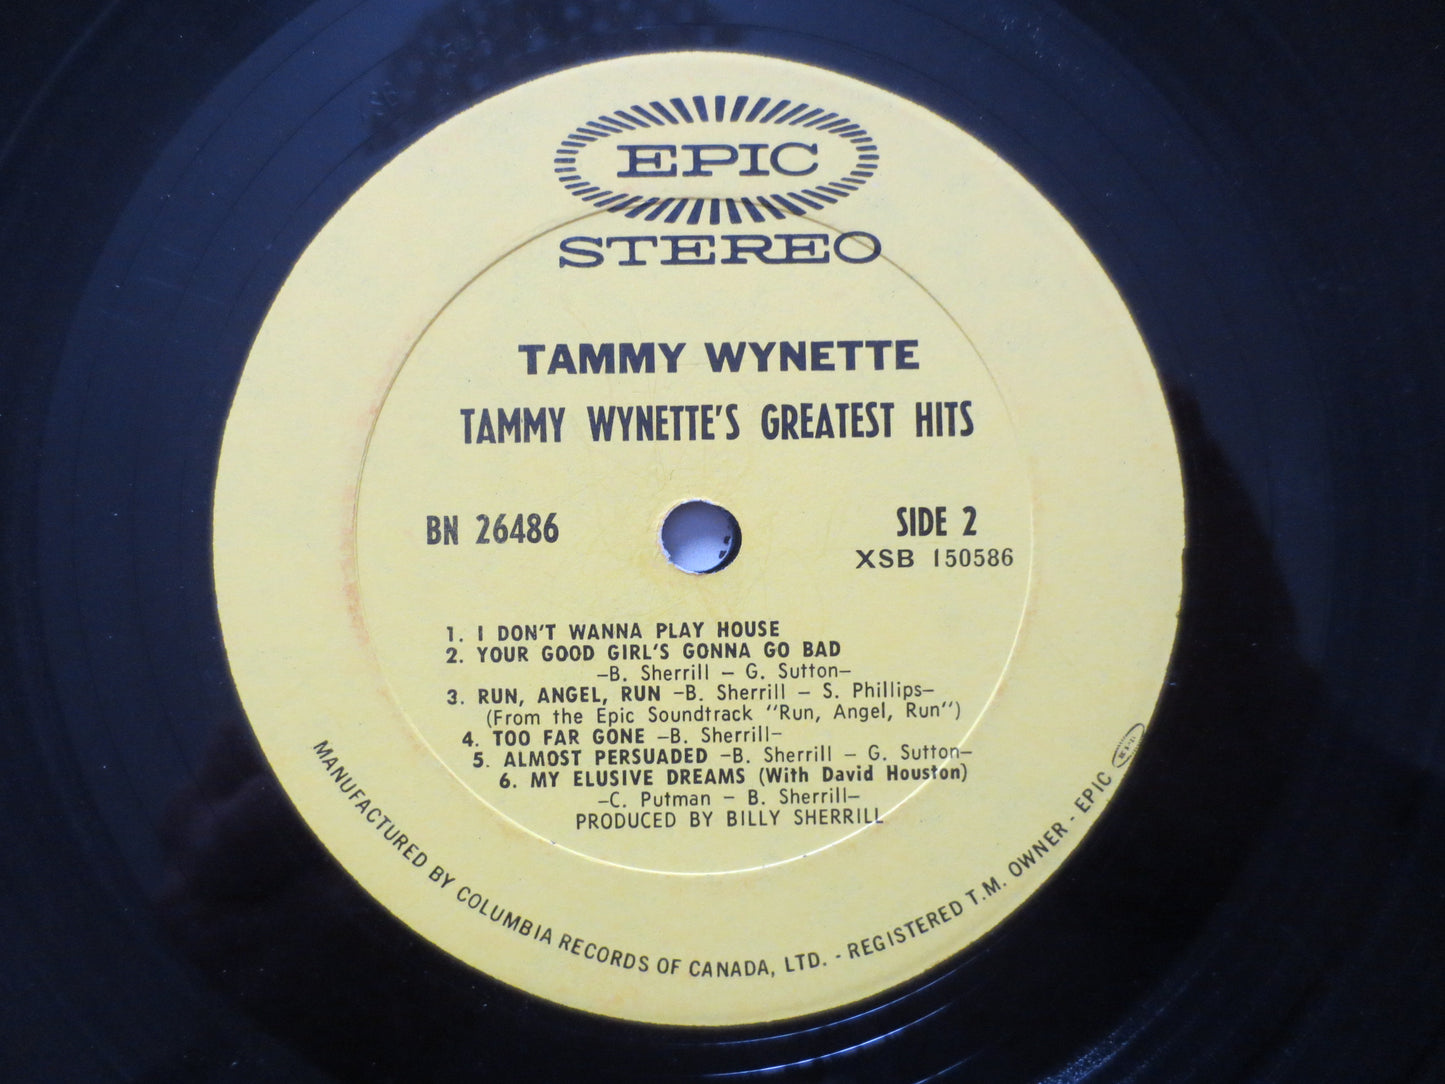 EPIC
STEREO
TAMMY WYNETTE
TAMMY WYNETTE'S GREATEST HITS
BN 26486
SIDE 2
XSB 150586
1. I DON'T WANNA PLAY HOUSE
2. YOUR GOOD GIRL'S GONNA GO BAD
-B. Sherrill – G. Sutton-
3. RUN, ANGEL, RUN -B. Sherrill – S. Phillips-
(From the Epic Soundtrack "Run, Angel, Run")
4. TOO FAR GONE -B. Sherrill-
5. ALMOST PERSUADED -B. Sherrill – G. Sutton-
6. MY ELUSIVE DREAMS (With David Houston)
-C. Putman – B. Sherrill-
PRODUCED BY BILLY SHERRILL
MANUFACTURED BY COLUMBIA RECORDS OF CANADA, LTD. - REGISTERED T.M. OWNER - EPIC EPIC